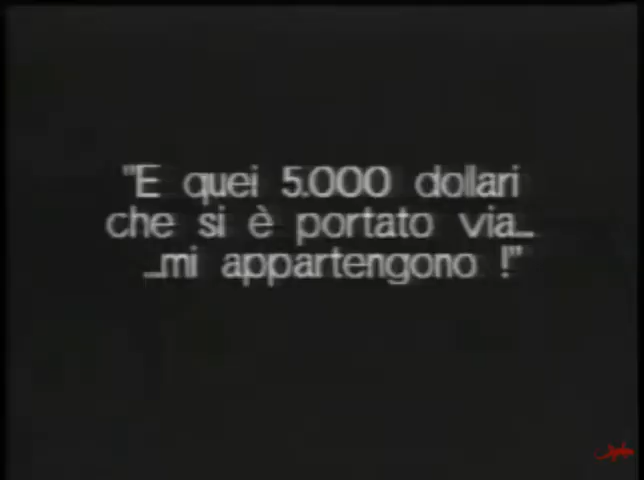 "E quei 5.000 dollari
che si è portato via...
...mi appartengono !"